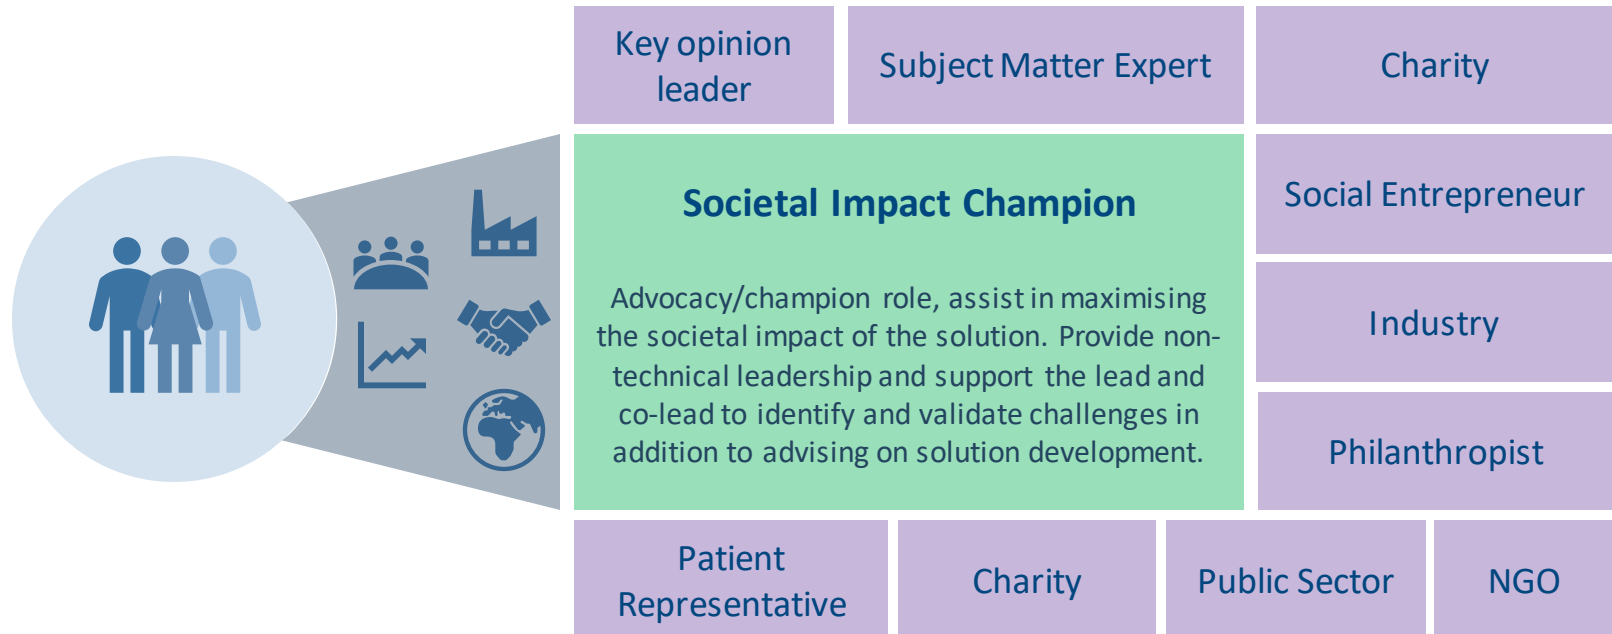 Key opinion
leader
Subject Matter Expert
Charity
Societal Impact Champion
Advocacy/champion role, assist in maximising
the societal impact of the solution. Provide non-
technical leadership and support the lead and
co-lead to identify and validate challenges in
addition to advising on solution development.
Social Entrepreneur
Industry
Philanthropist
Patient
Representative
Charity
Public Sector
NGO